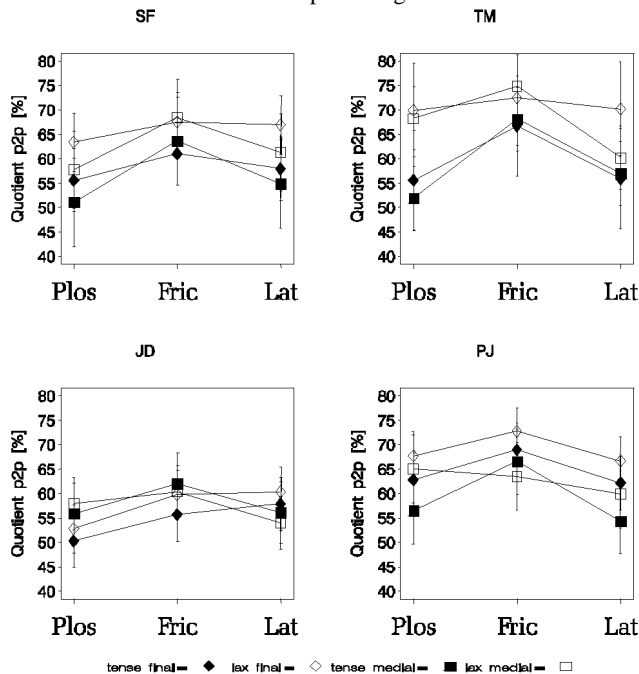 SF
Quotient p2p [%]
80
75
70
65
60
55
50
45
40
Plos Fric Lat
TM
Quotient p2p [%]
80
75
70
65
60
55
50
45
40
Plos Fric Lat
JD
Quotient p2p [%]
80
75
70
65
60
55
50
45
40
Plos Fric Lat
PJ
Quotient p2p [%]
80
75
70
65
60
55
50
45
40
Plos Fric Lat
tense final= ◆ lax final= ◇ tense medial= ■ lax medial= □